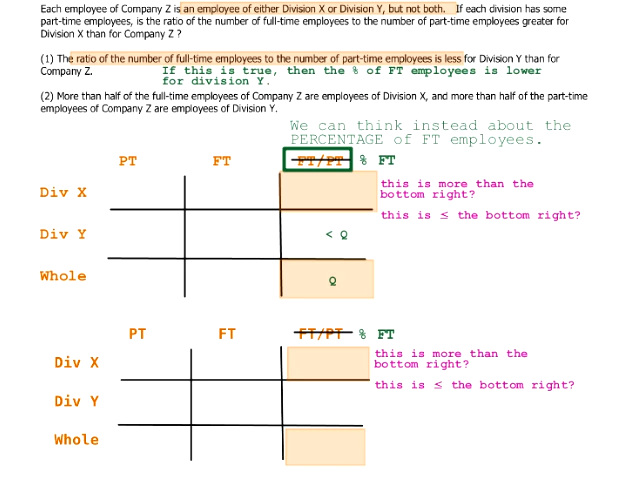 Each employee of Company Z is an employee of either Division X or Division Y, but not both. If each division has some
part-time employees, is the ratio of the number of full-time employees to the number of part-time employees greater for
Division X than for Company Z ?
(1) The ratio of the number of full-time employees to the number of part-time employees is less for Division Y than for
Company Z.
If this is true, then the % of FT employees is lower
for division Y.
(2) More than half of the full-time employees of Company Z are employees of Division X, and more than half of the part-time
employees of Company Z are employees of Division Y.
We can think instead about the
PERCENTAGE of FT employees.
PT FT FT/PT % FT
Div X
this is more than the
bottom right?
this is ≤ the bottom right?
Div Y < Q
Whole Q
PT FT FT/PT % FT
Div X
this is more than the
bottom right?
this is ≤ the bottom right?
Div Y
Whole